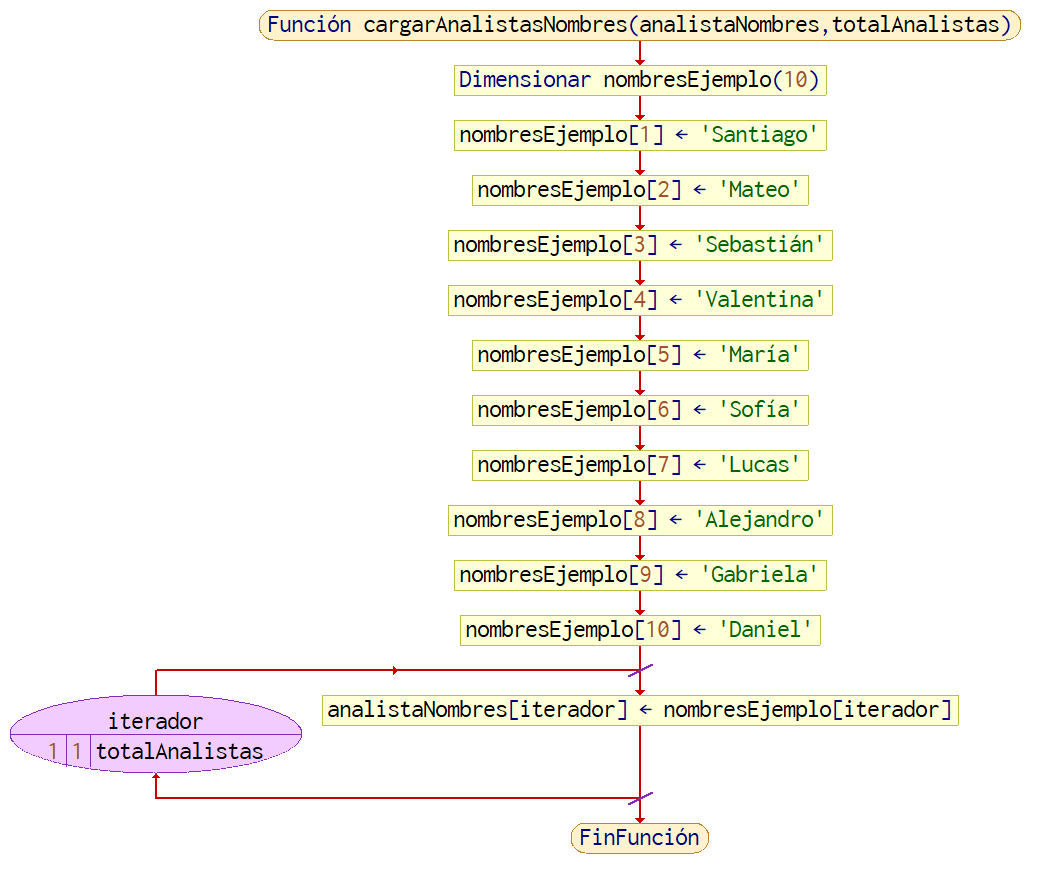 Función cargarAnalistasNombres(analistaNombres,totalAnalistas)
Dimensionar nombresEjemplo(10)
nombresEjemplo[1] ← 'Santiago'
nombresEjemplo[2] ← 'Mateo'
nombresEjemplo[3] ← 'Sebastián'
nombresEjemplo[4] ← 'Valentina'
nombresEjemplo[5] ← 'María'
nombresEjemplo[6] ← 'Sofía'
nombresEjemplo[7] ← 'Lucas'
nombresEjemplo[8] ← 'Alejandro'
nombresEjemplo[9] ← 'Gabriela'
nombresEjemplo[10] ← 'Daniel'
iterador
1 1 totalAnalistas
analistaNombres[iterador] ← nombresEjemplo[iterador]
FinFunción